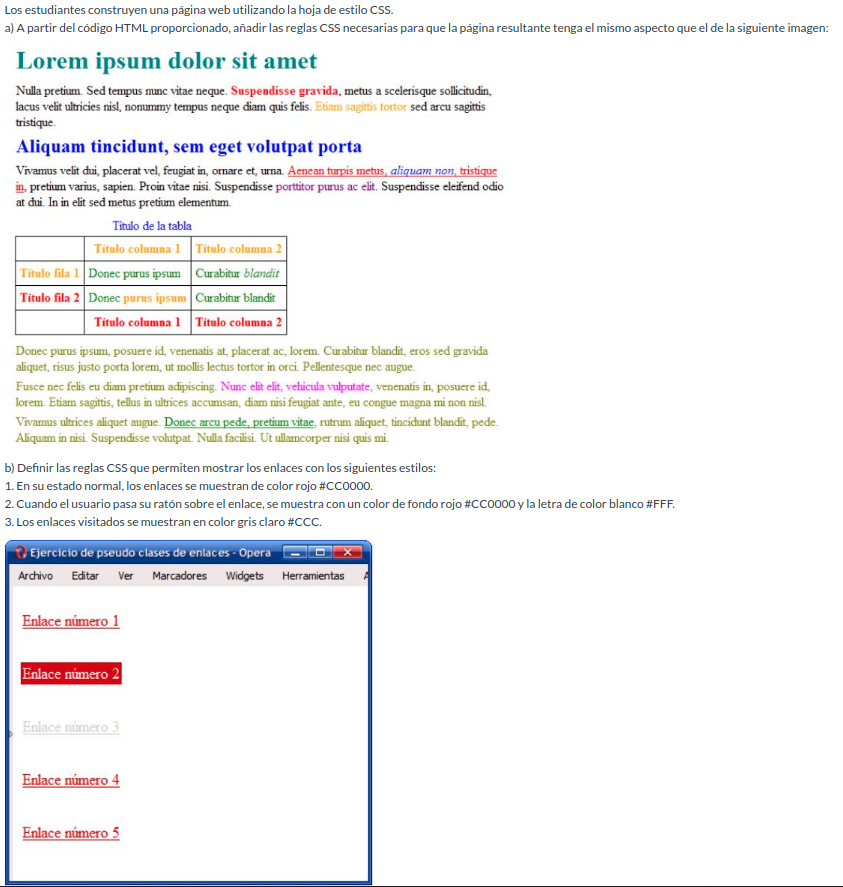 Los estudiantes construyen una página web utilizando la hoja de estilo CSS.
a) A partir del código HTML proporcionado, añadir las reglas CSS necesarias para que la página resultante tenga el mismo aspecto que el de la siguiente imagen:
Lorem ipsum dolor sit amet
Nulla pretium. Sed tempus nunc vitae neque. Suspendisse gravida, metus a scelerisque sollicitudin,
lacus velit ultricies nisl, nonummy tempus neque diam quis felis. Etiam sagittis tortor sed arcu sagittis
tristique.
Aliquam tincidunt, sem eget volutpat porta
Vivamus velit dui, placerat vel, feugiat in, ornare et, urna. Aenean turpis metus, aliquam non, tristique
in, pretium varius, sapien. Proin vitae nisi. Suspendisse porttitor purus ac elit. Suspendisse eleifend odio
at dui. In in elit sed metus pretium elementum.
Título de la tabla
Título columna 1 Título columna 2
Título fila 1 Donec purus ipsum Curabitur blandit
Título fila 2 Donec purus ipsum Curabitur blandit
Título columna 1 Título columna 2
Donec purus ipsum, posuere id, venenatis at, placerat ac, lorem. Curabitur blandit, eros sed gravida
aliquet, risus justo porta lorem, ut mollis lectus tortor in orci. Pellentesque nec augue.
Fusce nec felis eu diam pretium adipiscing. Nunc elit elit, vehicula vulputate, venenatis in, posuere id,
lorem. Etiam sagittis, tellus in ultrices accumsan, diam nisi feugiat ante, eu congue magna mi non nisl.
Vivamus ultrices aliquet augue. Donec arcu pede, pretium vitae, rutrum aliquet, tincidunt blandit, pede.
Aliquam in nisi. Suspendisse volutpat. Nulla facilisi. Ut ullamcorper nisi quis mi.
b) Definir las reglas CSS que permiten mostrar los enlaces con los siguientes estilos:
1. En su estado normal, los enlaces se muestran de color rojo #CC0000.
2. Cuando el usuario pasa su ratón sobre el enlace, se muestra con un color de fondo rojo #CC0000 y la letra de color blanco #FFF.
3. Los enlaces visitados se muestran en color gris claro #CCC.
Ejercicio de pseudo clases de enlaces - Opera
Archivo Editar Ver Marcadores Widgets Herramientas
Enlace número 1
Enlace número 2
Enlace número 3
Enlace número 4
Enlace número 5